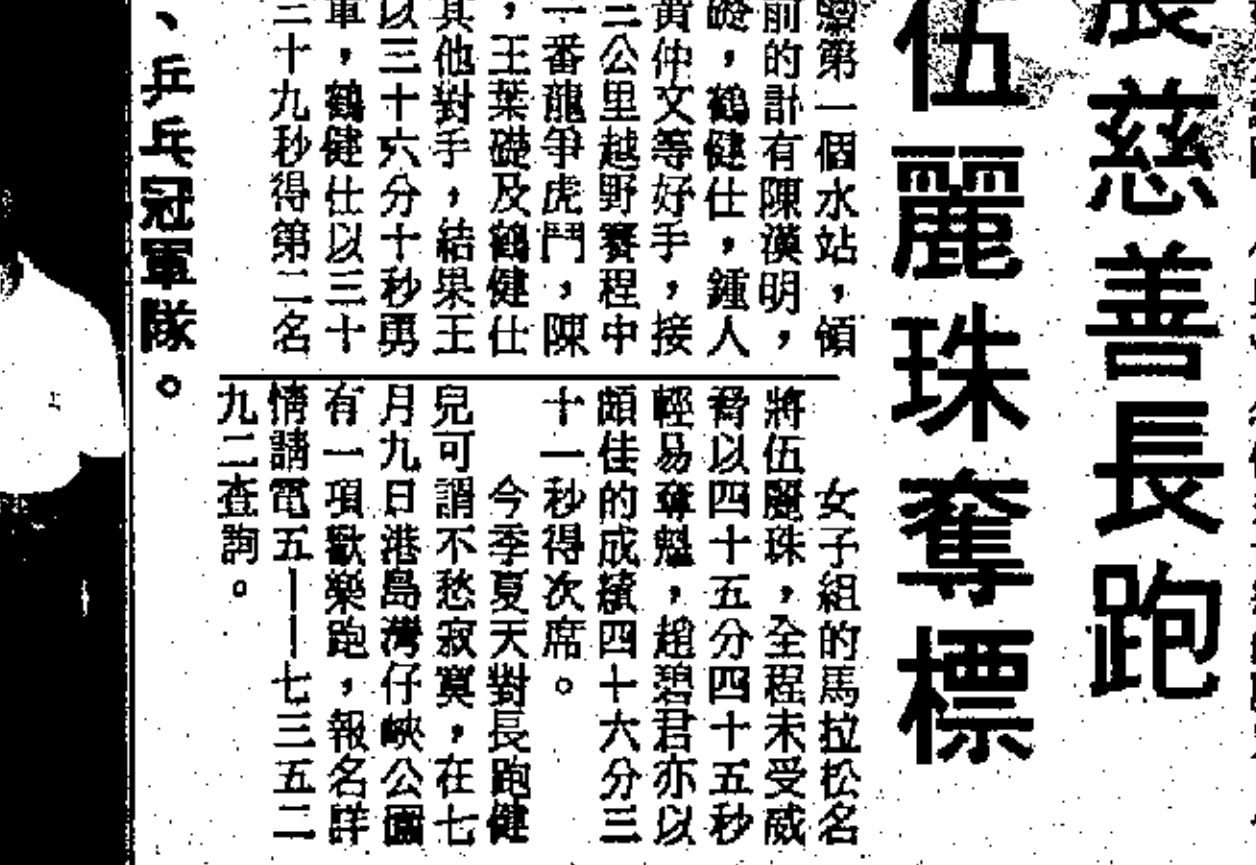 展慈善長跑
伍麗珠奪標
驗第一個水站,領
前的計有陳漢明,
礎,鶴健仕,鍾人
黃仲文等好手,接
三公里越野賽程中
一番龍爭虎鬥,陳
,王葉礎及鶴健仕
其他對手,結果王
以三十六分十秒勇
軍,鶴健仕以三十
三十九秒得第二名
女子組的馬拉松名
將伍麗珠,全程未受威
脅以四十五分四十五秒
輕易奪魁,趙碧君亦以
頗佳的成績四十六分三
十一秒得次席。
今季夏天對長跑健
兒可謂不愁寂寞,在七
月九日港島灣仔峽公園
有一項歡樂跑,報名詳
情請電五——七三五二
九二查詢。
、乒乓冠軍隊。